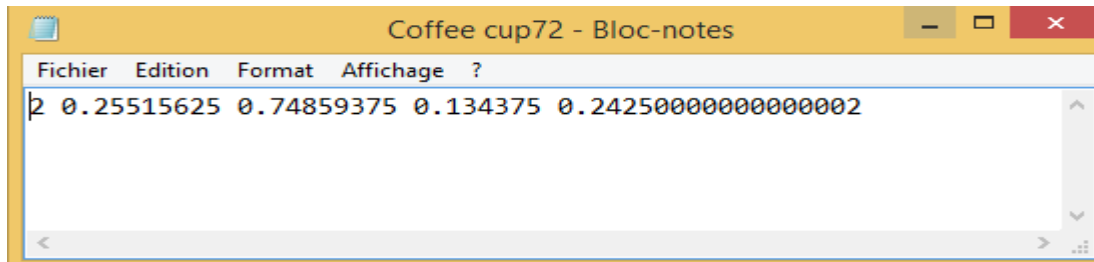 Coffee cup72 - Bloc-notes
Fichier Edition Format Affichage ?
2 0.25515625 0.74859375 0.134375 0.24250000000000002